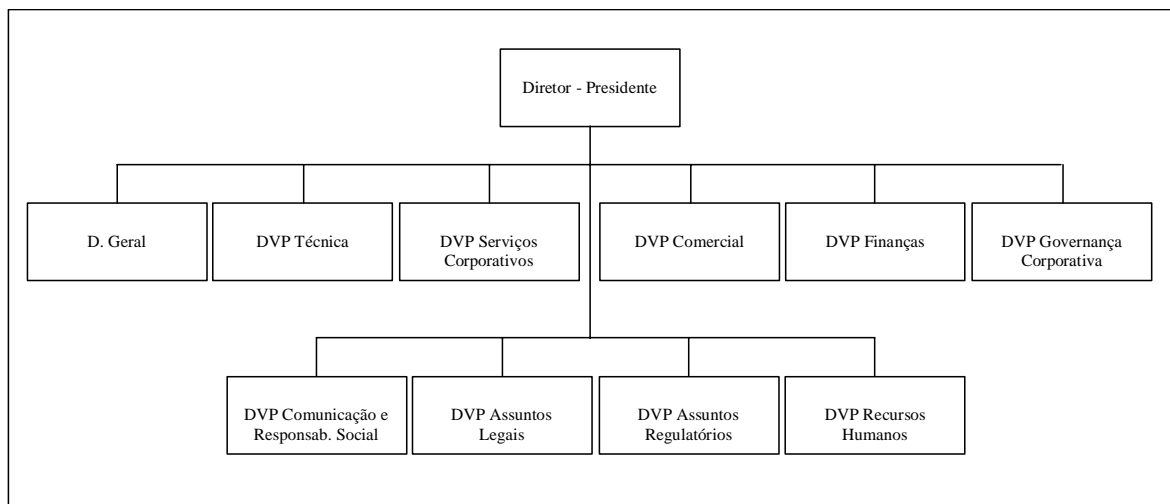 Diretor - Presidente
D. Geral
DVP Técnica
DVP Serviços
Corporativos
DVP Comercial
DVP Finanças
DVP Governança
Corporativa
DVP Comunicação e
Responsab. Social
DVP Assuntos
Legais
DVP Assuntos
Regulatórios
DVP Recursos
Humanos